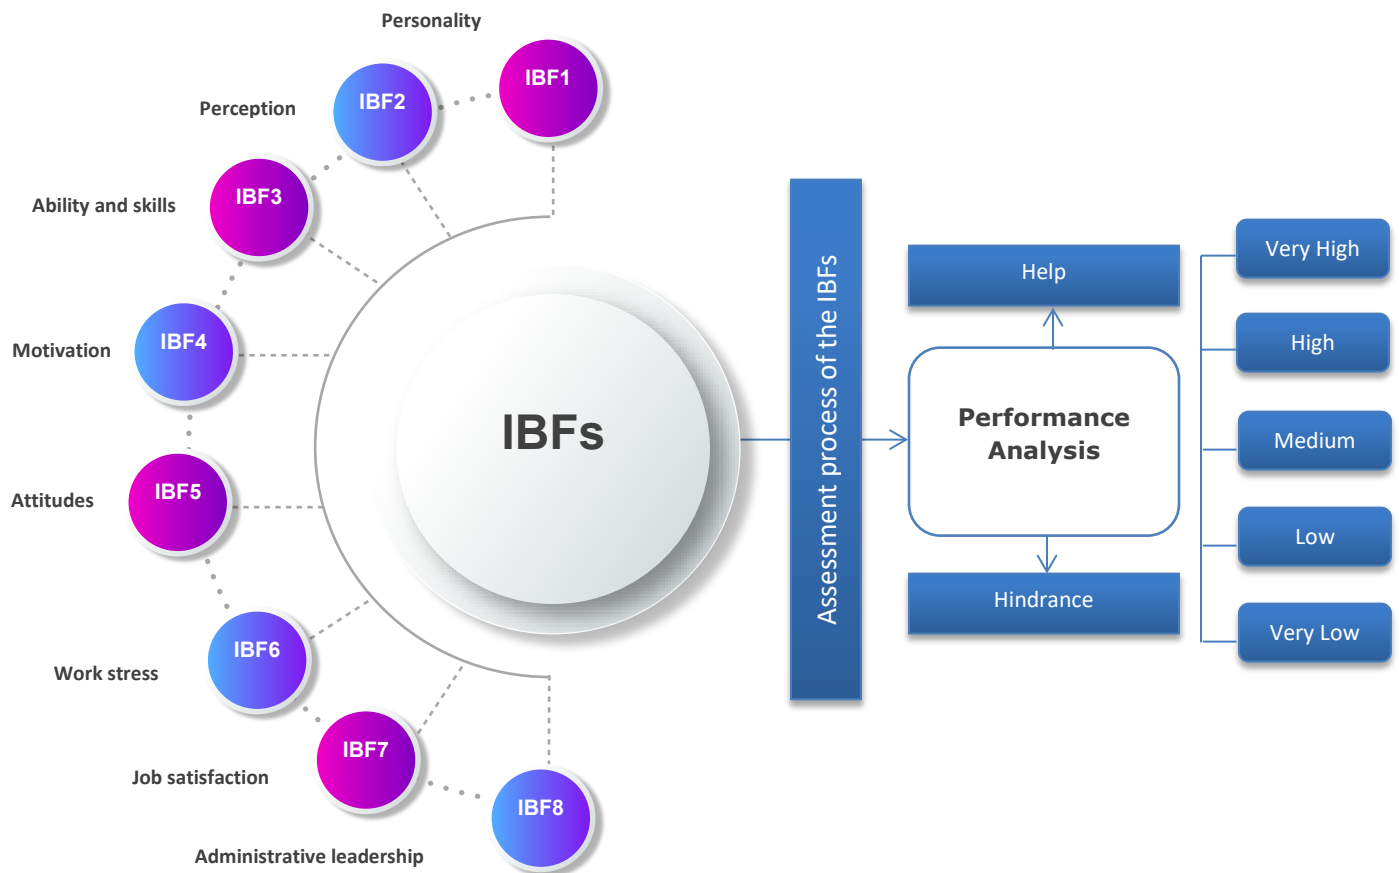 Personality
IBF1
IBF2
Perception
IBF3
Ability and skills
IBF4
Motivation
IBF5
Attitudes
IBF6
Work stress
IBF7
Job satisfaction
IBF8
Administrative leadership
IBFs
Assessment process of the IBFs
Help
Performance
Analysis
Hindrance
Very High
High
Medium
Low
Very Low